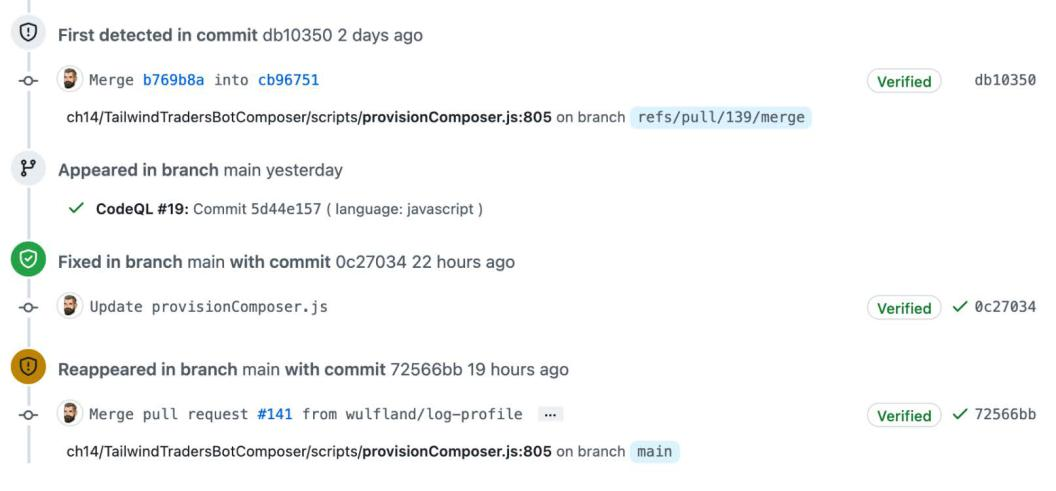 First detected in commit db10350 2 days ago
Merge b769b8a into cb96751 Verified db10350
ch14/TailwindTradersBotComposer/scripts/provisionComposer.js:805 on branch refs/pull/139/merge
Appeared in branch main yesterday
CodeQL #19: Commit 5d44e157 ( language: javascript )
Fixed in branch main with commit 0c27034 22 hours ago
Update provisionComposer.js Verified 0c27034
Reappeared in branch main with commit 72566bb 19 hours ago
Merge pull request #141 from wulfland/log-profile ... Verified 72566bb
ch14/TailwindTradersBotComposer/scripts/provisionComposer.js:805 on branch main